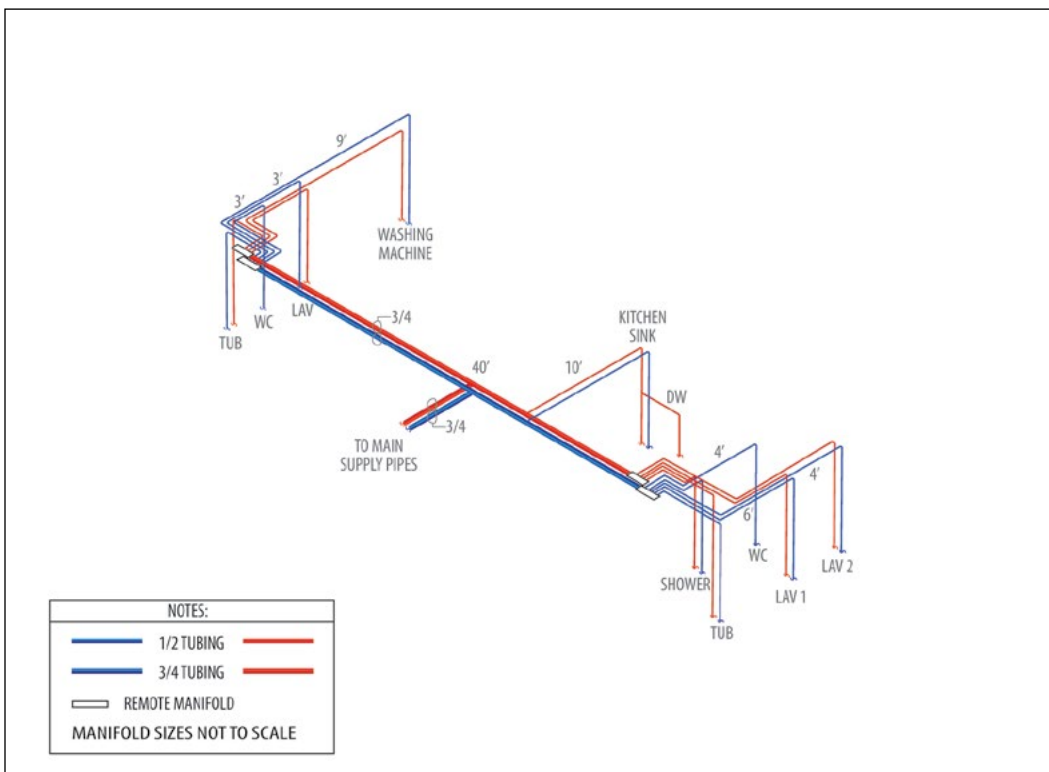 9'
3'
3'
WASHING
MACHINE
LAV
WC
TUB
3/4
40'
KITCHEN
SINK
10'
DW
3/4
TO MAIN
SUPPLY PIPES
4'
4'
6'
WC
LAV 2
SHOWER
LAV 1
TUB
NOTES:
1/2 TUBING
3/4 TUBING
REMOTE MANIFOLD
MANIFOLD SIZES NOT TO SCALE